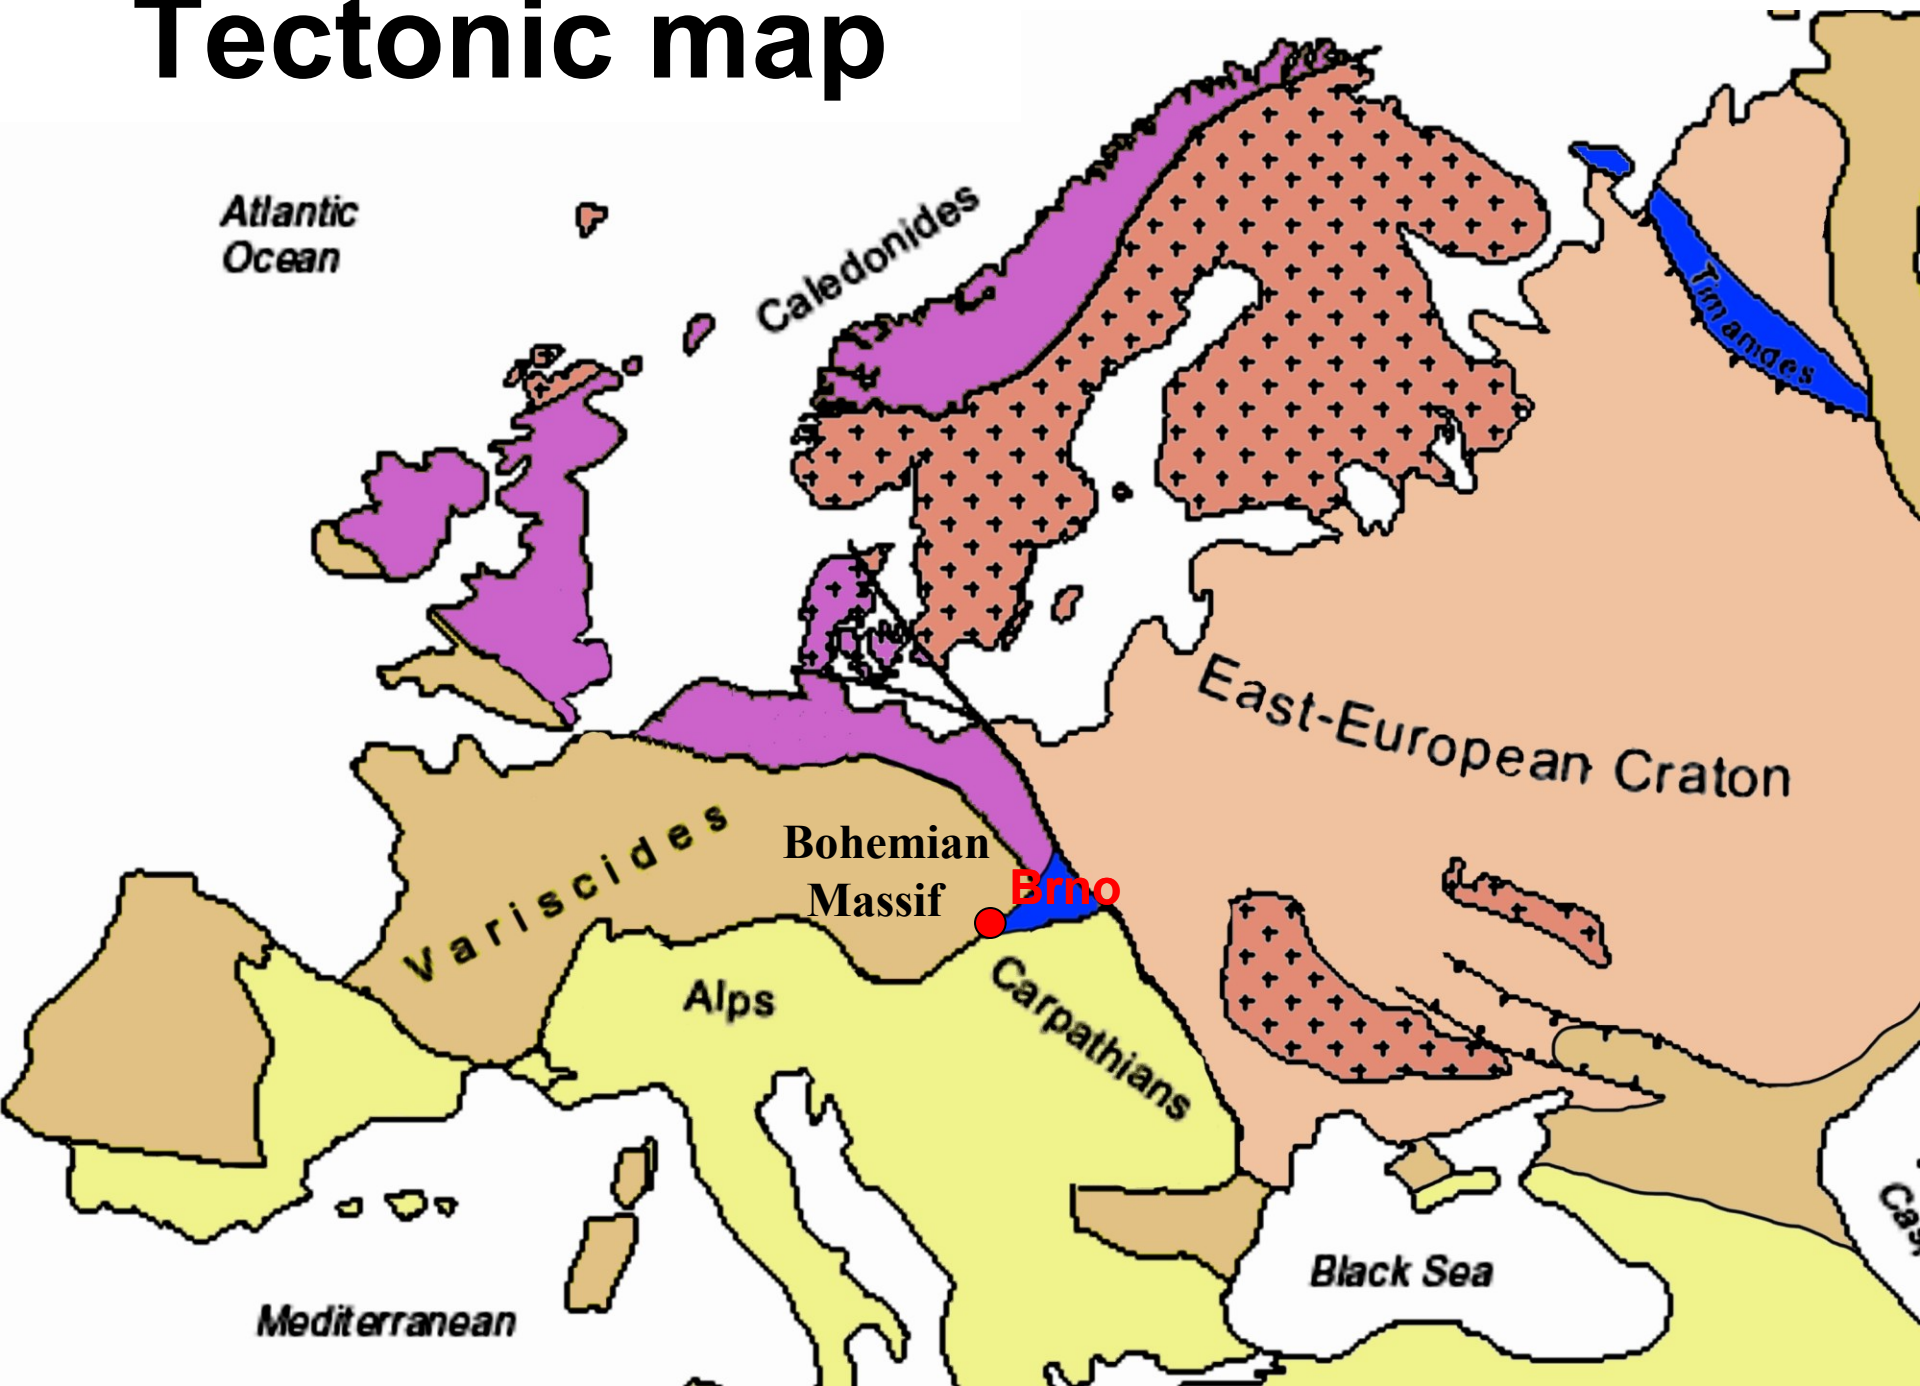 Tectonic map
Atlantic
Ocean
Caledonides
Timanides
East-European Craton
Variscides
Bohemian
Massif
Brno
Alps
Carpathians
Black Sea
Mediterranean